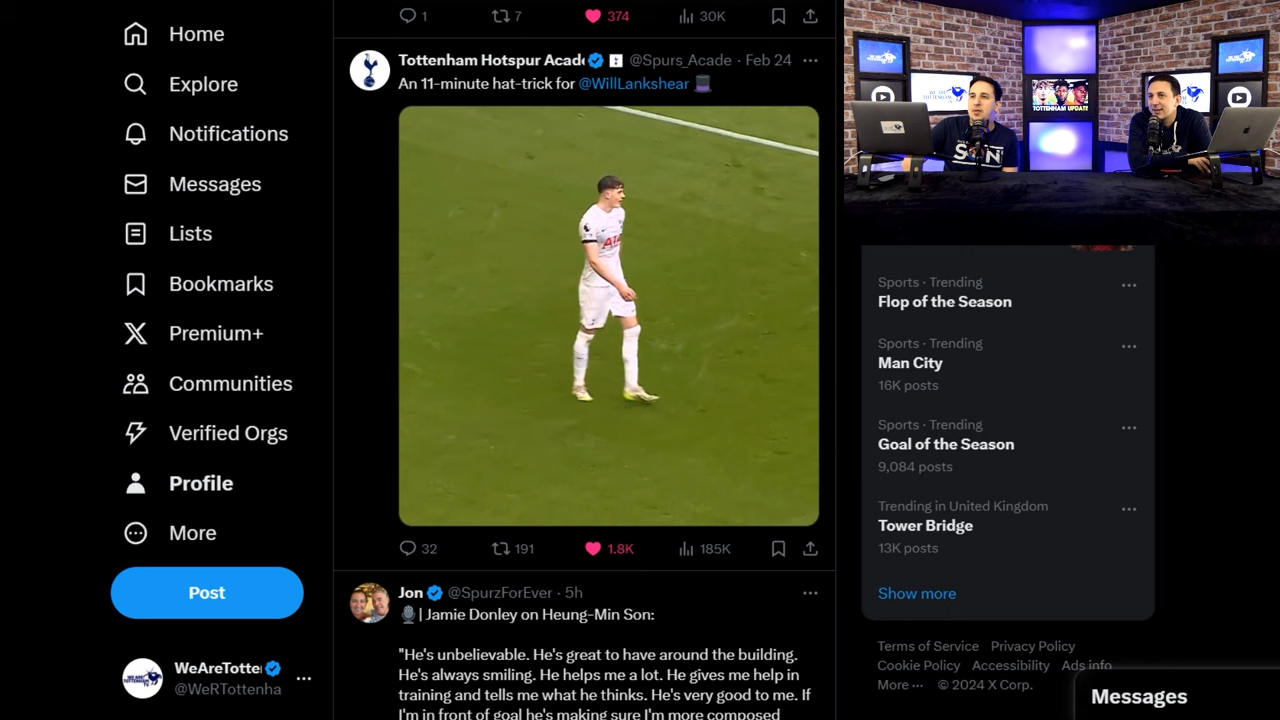 Home
Explore
Notifications
Messages
Lists
Bookmarks
Premium+
Communities
Verified Orgs
Profile
More
Post
WeAreTotte
@WeRTottenha
1
7
374
30K
Tottenham Hotspur Acade @Spurs_Acade · Feb 24
An 11-minute hat-trick for @WillLankshear
32
191
1.8K
185K
Jon @SpurzForEver · 5h
| Jamie Donley on Heung-Min Son:
"He's unbelievable. He's great to have around the building.
He's always smiling. He helps me a lot. He gives me help in
training and tells me what he thinks. He's very good to me. If
I'm in front of goal he's making sure I'm more composed
TOTTENHAM UPDATE
SON
Sports · Trending
Flop of the Season
Sports · Trending
Man City
16K posts
Sports · Trending
Goal of the Season
9,084 posts
Trending in United Kingdom
Tower Bridge
13K posts
Show more
Terms of Service Privacy Policy
Cookie Policy Accessibility Ads info
More ··· © 2024 X Corp.
Messages